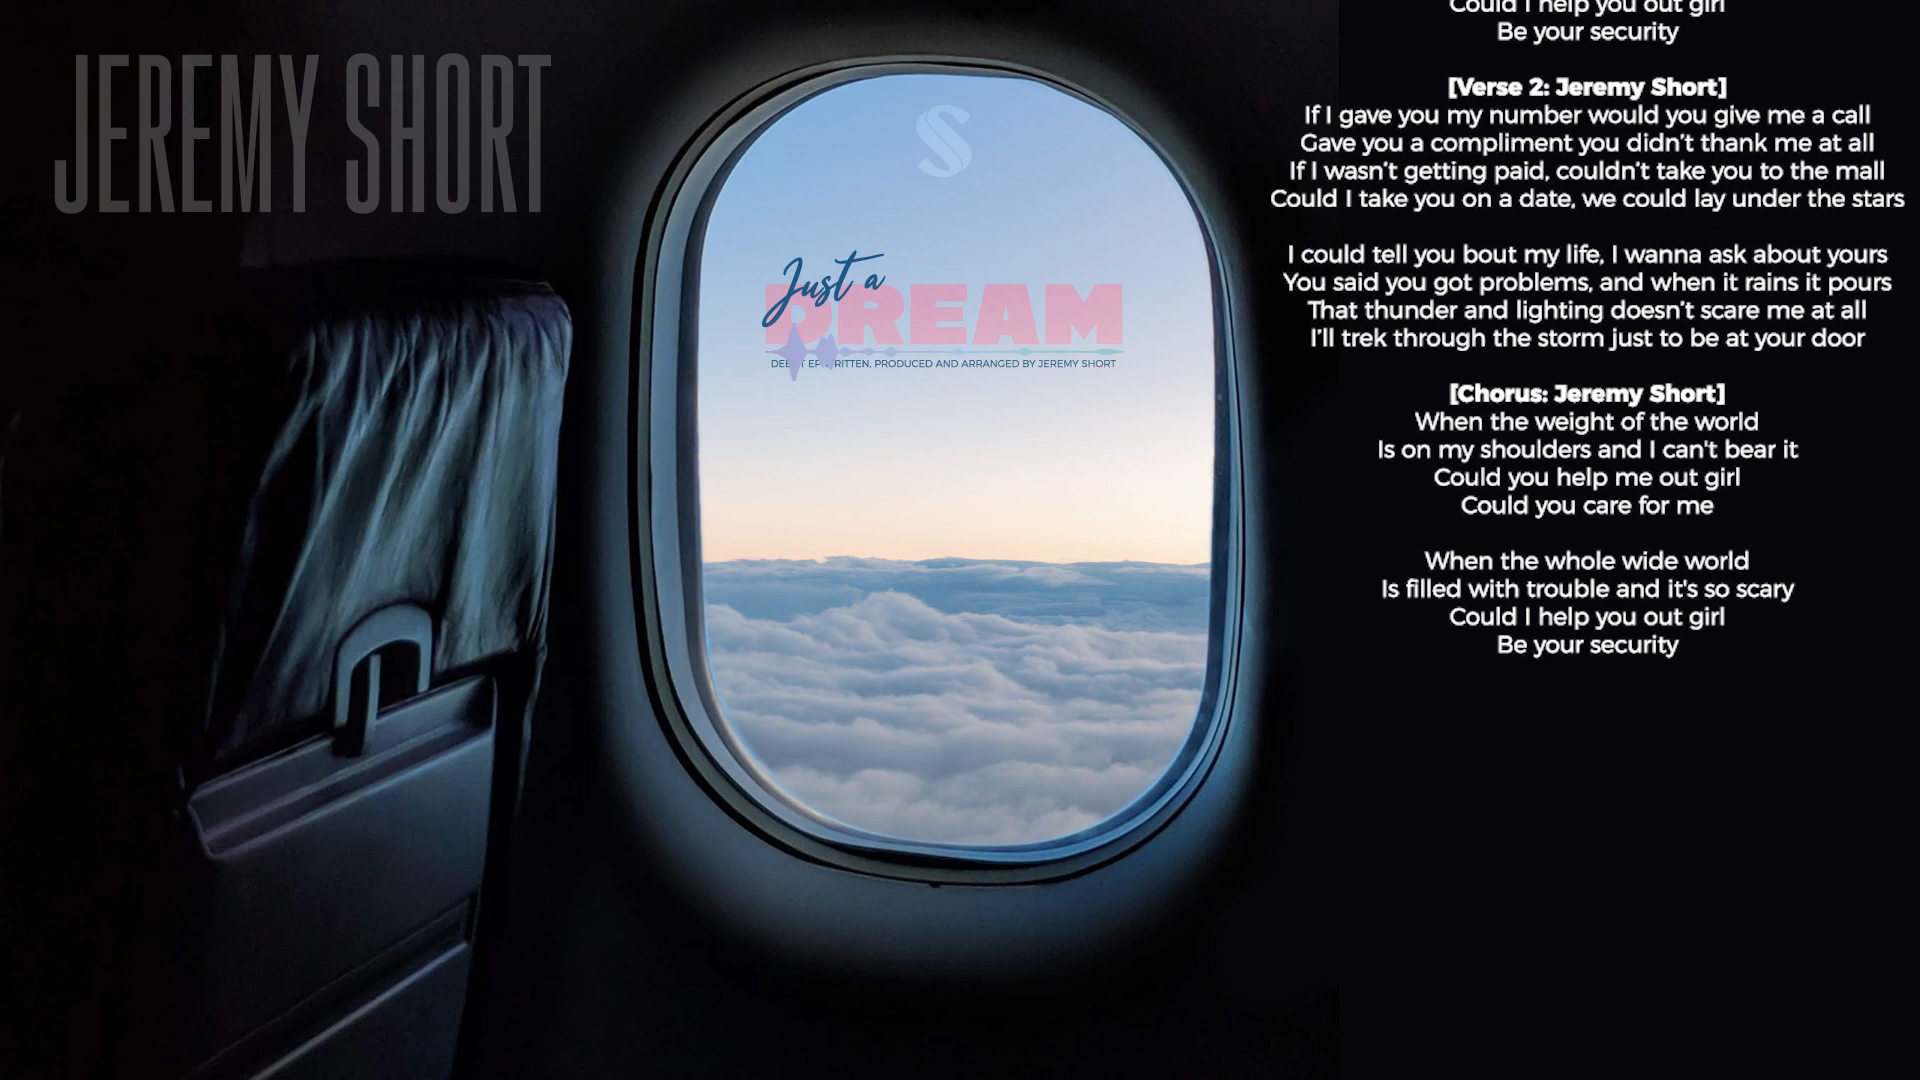 JEREMY SHORT
S
Just a
DREAM
DEBUT EP WRITTEN, PRODUCED AND ARRANGED BY JEREMY SHORT
Could I help you out girl
Be your security
[Verse 2: Jeremy Short]
If I gave you my number would you give me a call
Gave you a compliment you didn't thank me at all
If I wasn't getting paid, couldn't take you to the mall
Could I take you on a date, we could lay under the stars
I could tell you bout my life, I wanna ask about yours
You said you got problems, and when it rains it pours
That thunder and lighting doesn't scare me at all
I'll trek through the storm just to be at your door
[Chorus: Jeremy Short]
When the weight of the world
Is on my shoulders and I can't bear it
Could you help me out girl
Could you care for me
When the whole wide world
Is filled with trouble and it's so scary
Could I help you out girl
Be your security